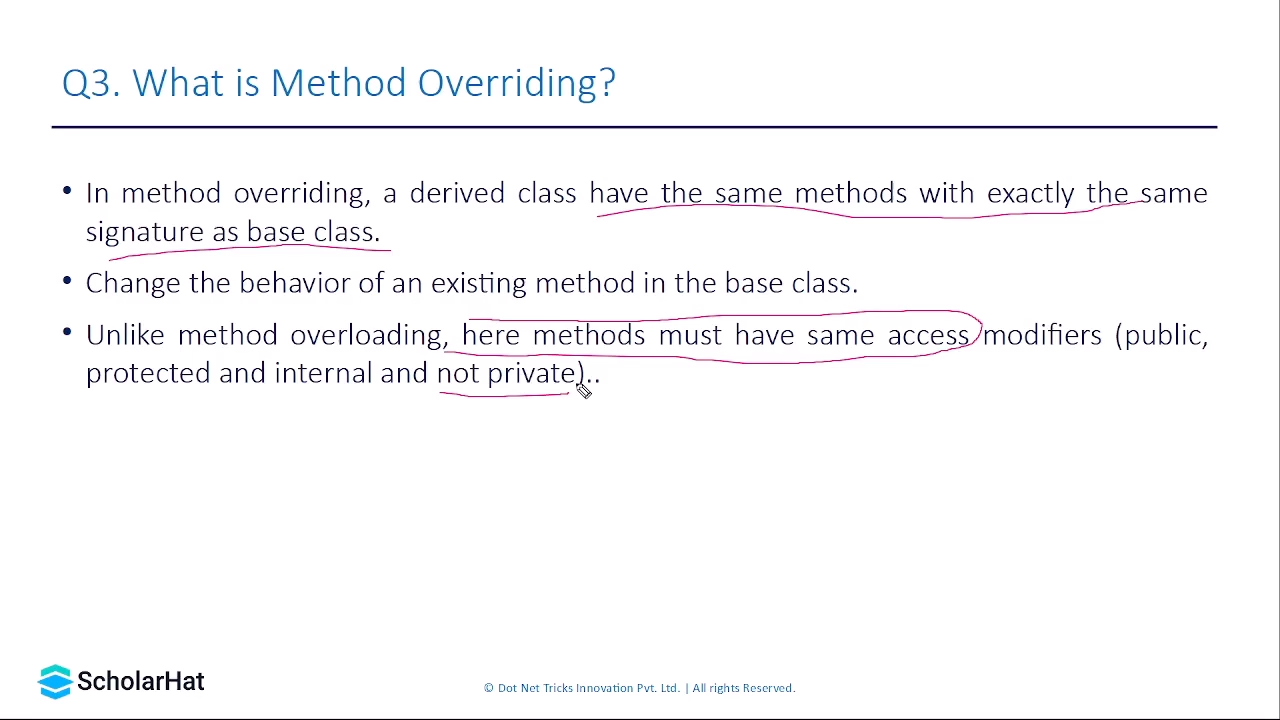 Q3. What is Method Overriding?
• In method overriding, a derived class have the same methods with exactly the same
signature as base class.
• Change the behavior of an existing method in the base class.
• Unlike method overloading, here methods must have same access modifiers (public,
protected and internal and not private)..
ScholarHat
© Dot Net Tricks Innovation Pvt. Ltd. | All rights Reserved.